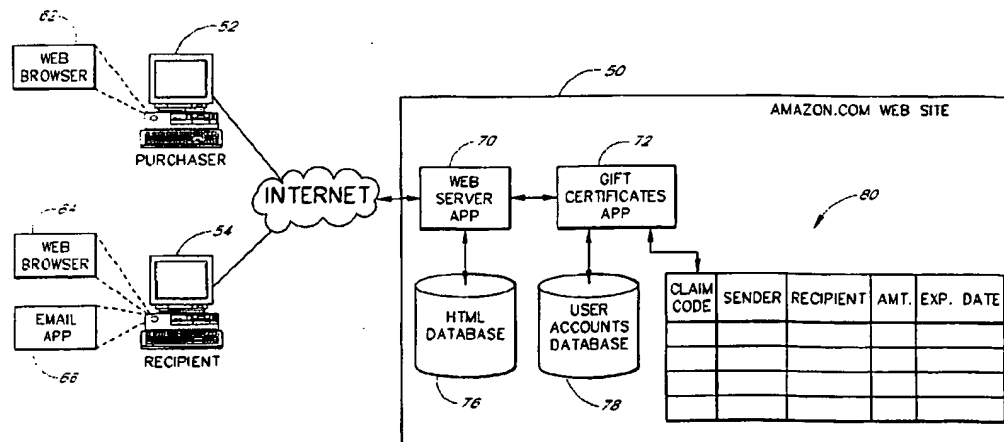 62
WEB
BROWSER
52
PURCHASER
64
WEB
BROWSER
EMAIL
APP
66
54
RECIPIENT
INTERNET
50
AMAZON.COM WEB SITE
70
WEB
SERVER
APP
72
GIFT
CERTIFICATES
APP
80
HTML
DATABASE
76
USER
ACCOUNTS
DATABASE
78
CLAIM
CODE
SENDER
RECIPIENT
AMT.
EXP. DATE